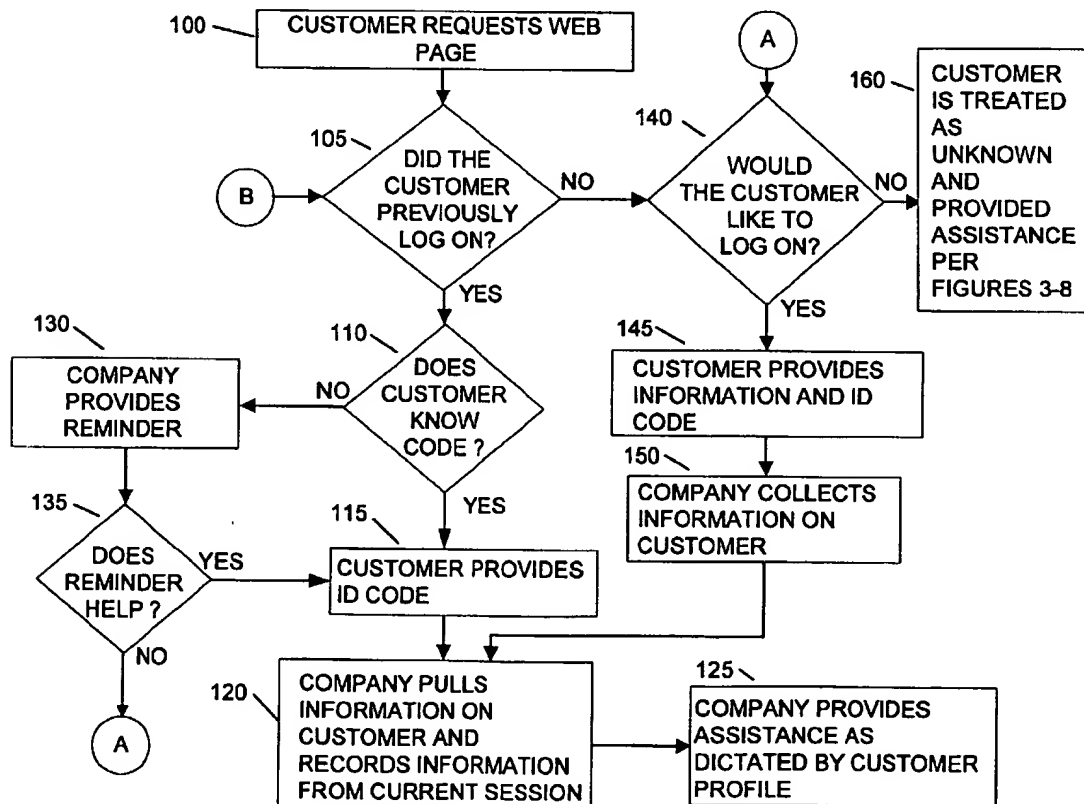 100
CUSTOMER REQUESTS WEB
PAGE
A
160
CUSTOMER
IS TREATED
AS
UNKNOWN
AND
PROVIDED
ASSISTANCE
PER
FIGURES 3-8
105
DID THE
CUSTOMER
PREVIOUSLY
LOG ON?
B
NO
140
WOULD
THE CUSTOMER
LIKE TO
LOG ON?
NO
YES
YES
110
DOES
CUSTOMER
KNOW
CODE ?
NO
130
COMPANY
PROVIDES
REMINDER
145
CUSTOMER PROVIDES
INFORMATION AND ID
CODE
135
DOES
REMINDER
HELP ?
YES
YES
115
CUSTOMER PROVIDES
ID CODE
150
COMPANY COLLECTS
INFORMATION ON
CUSTOMER
NO
A
120
COMPANY PULLS
INFORMATION ON
CUSTOMER AND
RECORDS INFORMATION
FROM CURRENT SESSION
125
COMPANY PROVIDES
ASSISTANCE AS
DICTATED BY CUSTOMER
PROFILE